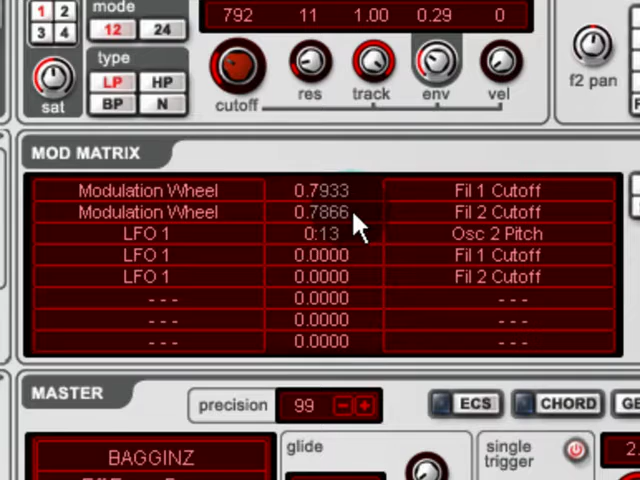 1 2
3 4
sat
mode
12 24
type
LP HP
BP N
792 11 1.00 0.29 0
cutoff res track env vel
f2 pan
MOD MATRIX
Modulation Wheel 0.7933 Fil 1 Cutoff
Modulation Wheel 0.7866 Fil 2 Cutoff
LFO 1 0:13 Osc 2 Pitch
LFO 1 0.0000 Fil 1 Cutoff
LFO 1 0.0000 Fil 2 Cutoff
- - - 0.0000 - - -
- - - 0.0000 - - -
- - - 0.0000 - - -
MASTER
precision 99 - + ECS CHORD
BAGGINZ
glide
single
trigger
2.